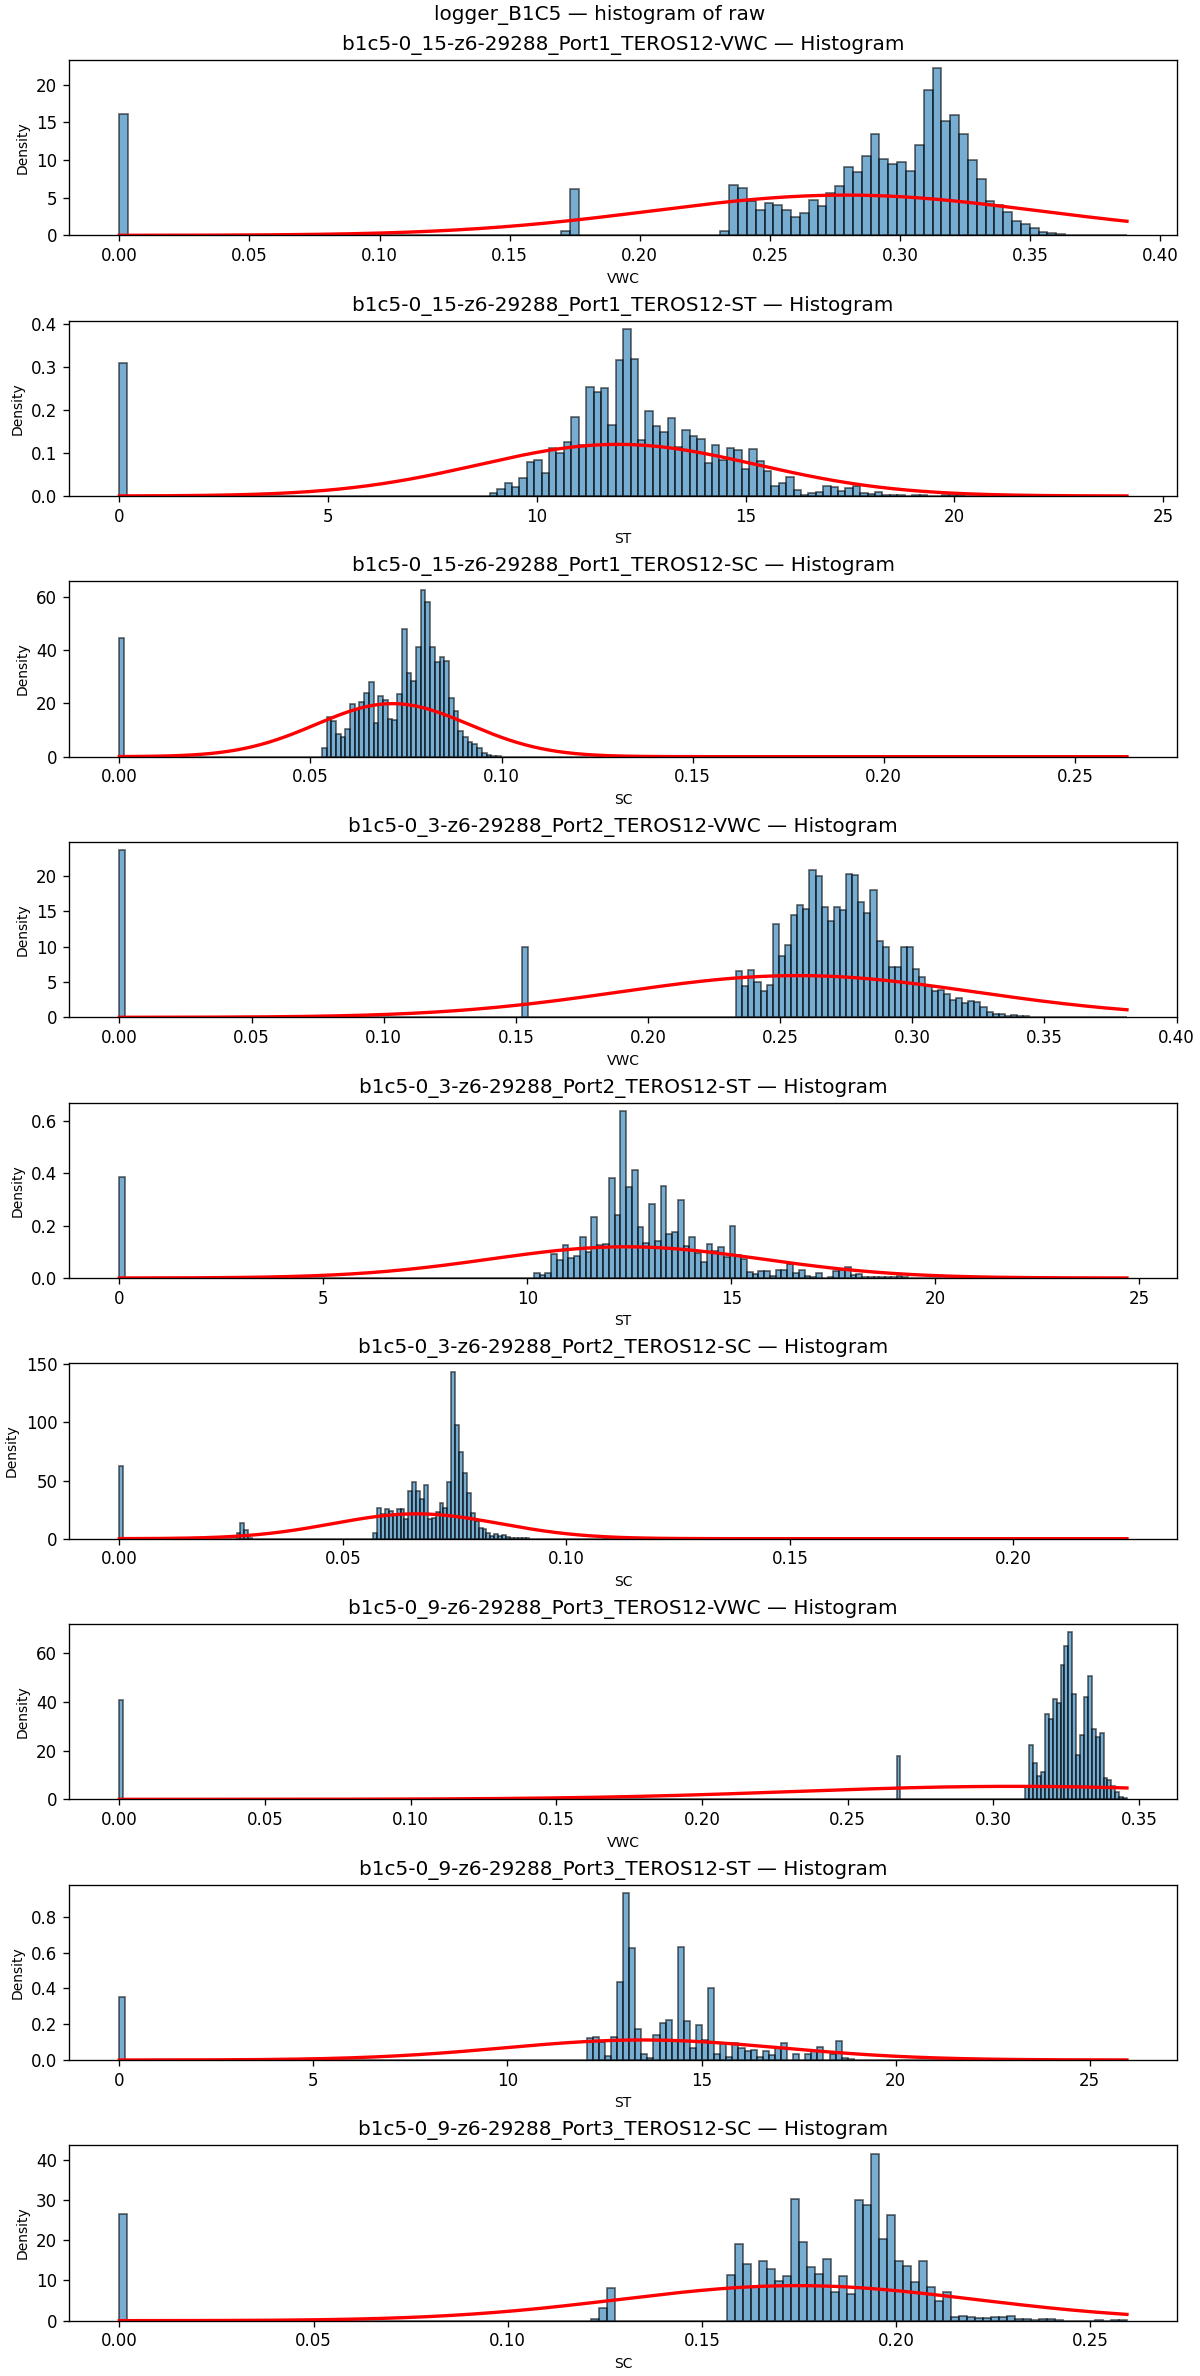 logger_B1C5 — histogram of raw
b1c5-0_15-z6-29288_Port1_TEROS12-VWC — Histogram
Density
0
5
10
15
20
0.00 0.05 0.10 0.15 0.20 0.25 0.30 0.35 0.40
VWC
b1c5-0_15-z6-29288_Port1_TEROS12-ST — Histogram
Density
0.0
0.1
0.2
0.3
0.4
0 5 10 15 20 25
ST
b1c5-0_15-z6-29288_Port1_TEROS12-SC — Histogram
Density
0
20
40
60
0.00 0.05 0.10 0.15 0.20 0.25
SC
b1c5-0_3-z6-29288_Port2_TEROS12-VWC — Histogram
Density
0
5
10
15
20
0.00 0.05 0.10 0.15 0.20 0.25 0.30 0.35 0.40
VWC
b1c5-0_3-z6-29288_Port2_TEROS12-ST — Histogram
Density
0.0
0.2
0.4
0.6
0 5 10 15 20 25
ST
b1c5-0_3-z6-29288_Port2_TEROS12-SC — Histogram
Density
0
50
100
150
0.00 0.05 0.10 0.15 0.20
SC
b1c5-0_9-z6-29288_Port3_TEROS12-VWC — Histogram
Density
0
20
40
60
0.00 0.05 0.10 0.15 0.20 0.25 0.30 0.35
VWC
b1c5-0_9-z6-29288_Port3_TEROS12-ST — Histogram
Density
0.0
0.2
0.4
0.6
0.8
0 5 10 15 20 25
ST
b1c5-0_9-z6-29288_Port3_TEROS12-SC — Histogram
Density
0
10
20
30
40
0.00 0.05 0.10 0.15 0.20 0.25
SC